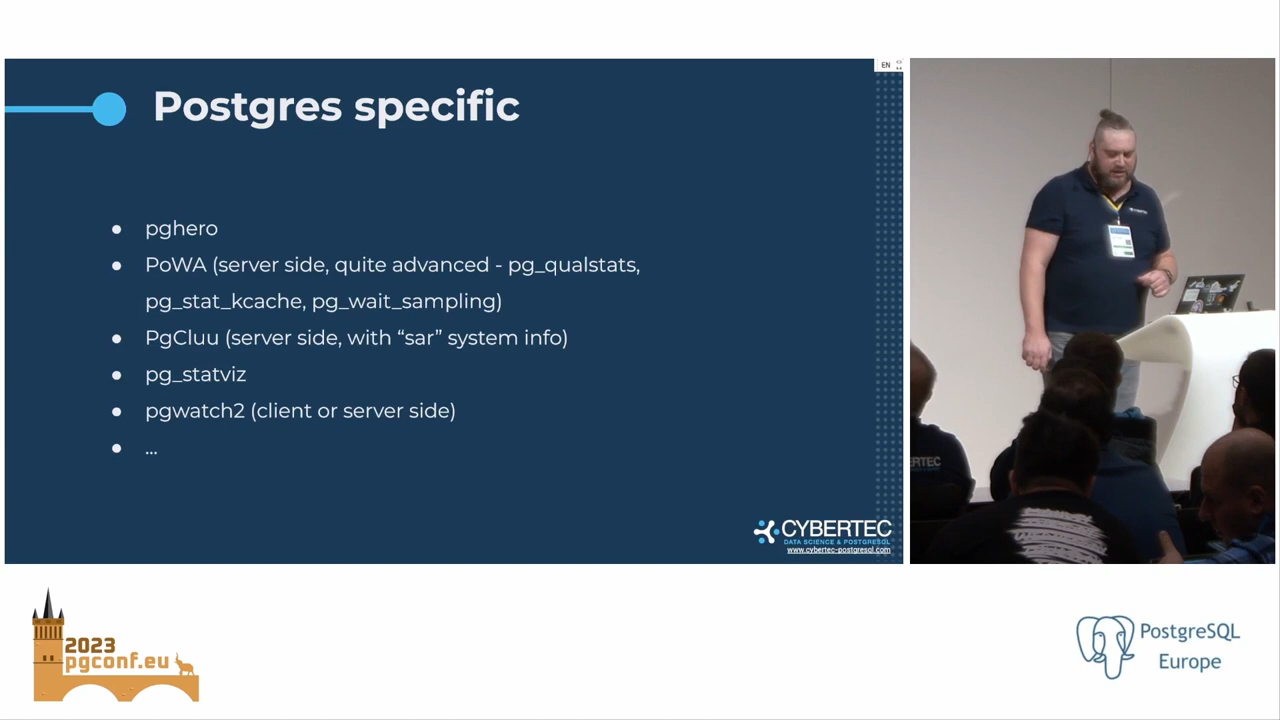 EN
Postgres specific
● pghero
● PoWA (server side, quite advanced - pg_qualstats,
pg_stat_kcache, pg_wait_sampling)
● PgCluu (server side, with “sar” system info)
● pg_statviz
● pgwatch2 (client or server side)
● ...
CYBERTEC
DATA SCIENCE & POSTGRESQL
www.cybertec-postgresql.com
CYBERTEC
ERTEC
2023
pgconf.eu
PostgreSQL
Europe